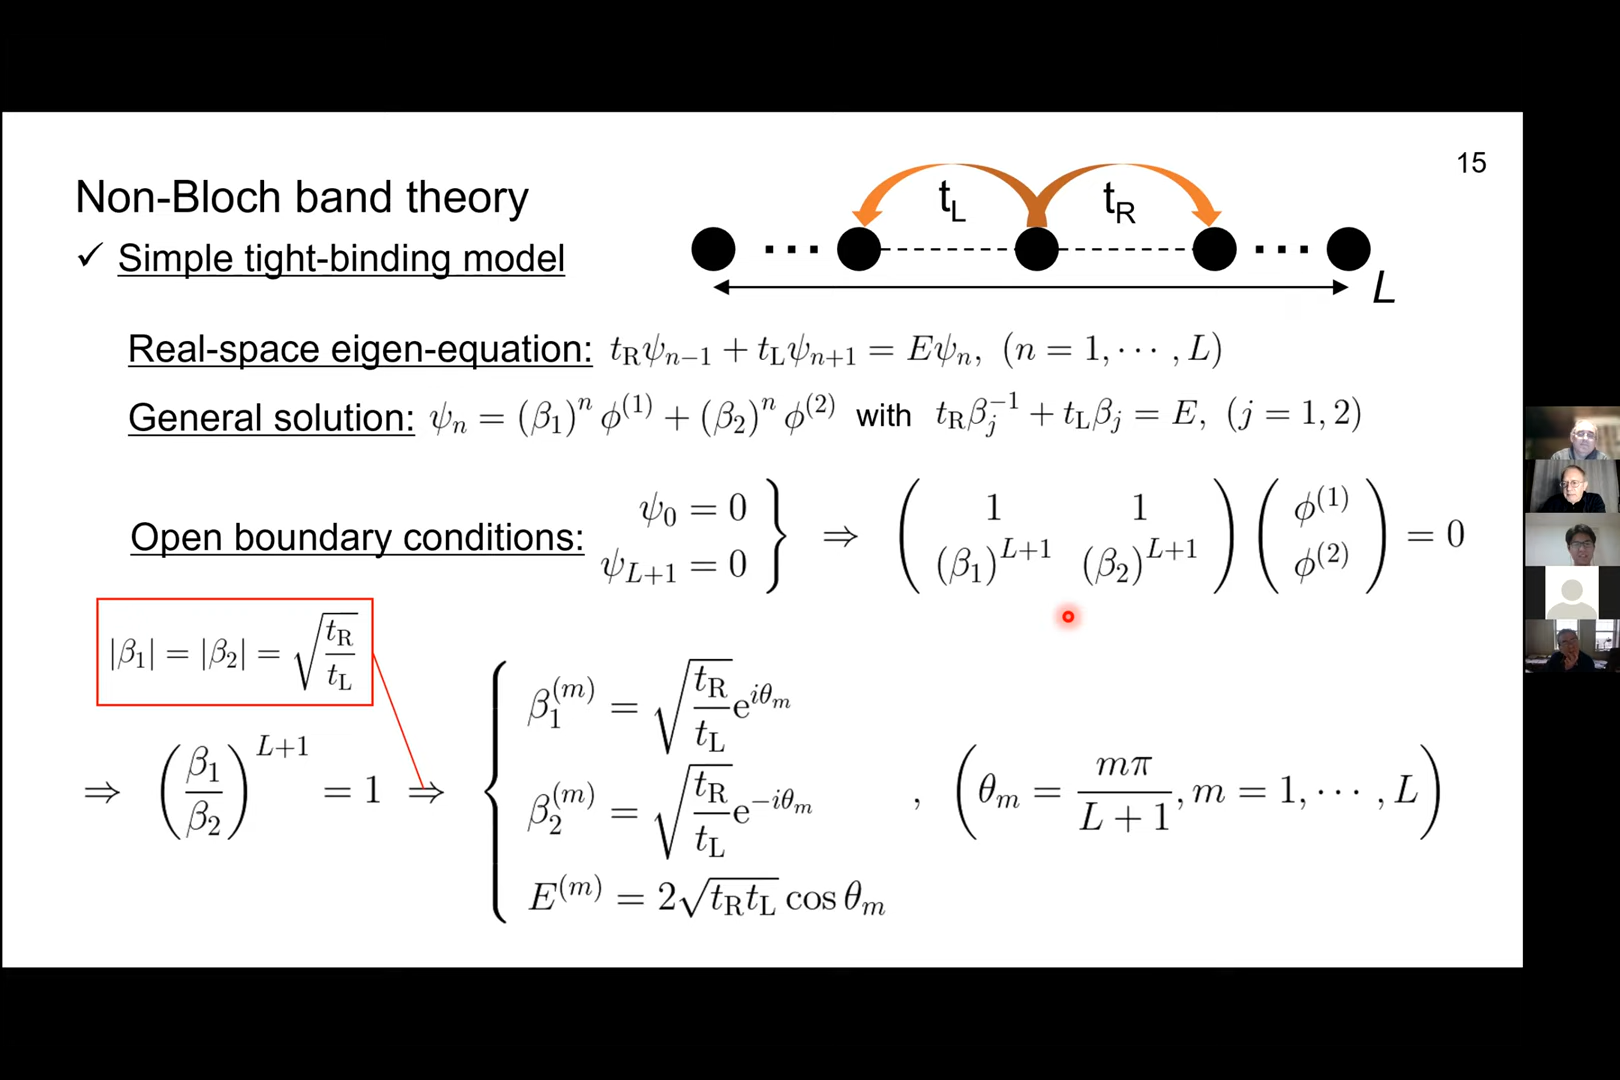 15
Non-Bloch band theory
t_L t_R
✓ Simple tight-binding model
··· ···
L
Real-space eigen-equation: t_Rψ_{n−1} + t_Lψ_{n+1} = Eψ_n, (n = 1, ··· , L)
General solution: ψ_n = (β_1)^n φ^{(1)} + (β_2)^n φ^{(2)} with t_Rβ_j^{−1} + t_Lβ_j = E, (j = 1, 2)
Open boundary conditions: ψ_0 = 0, ψ_{L+1} = 0 } ⇒ ( 1 1 ; (β_1)^{L+1} (β_2)^{L+1} ) ( φ^{(1)} ; φ^{(2)} ) = 0
|β_1| = |β_2| = √(t_R/t_L)
⇒ (β_1/β_2)^{L+1} = 1 ⇒ {
β_1^{(m)} = √(t_R/t_L) e^{iθ_m}
β_2^{(m)} = √(t_R/t_L) e^{−iθ_m}
E^{(m)} = 2√(t_R t_L) cos θ_m
, (θ_m = mπ/(L + 1), m = 1, ··· , L)